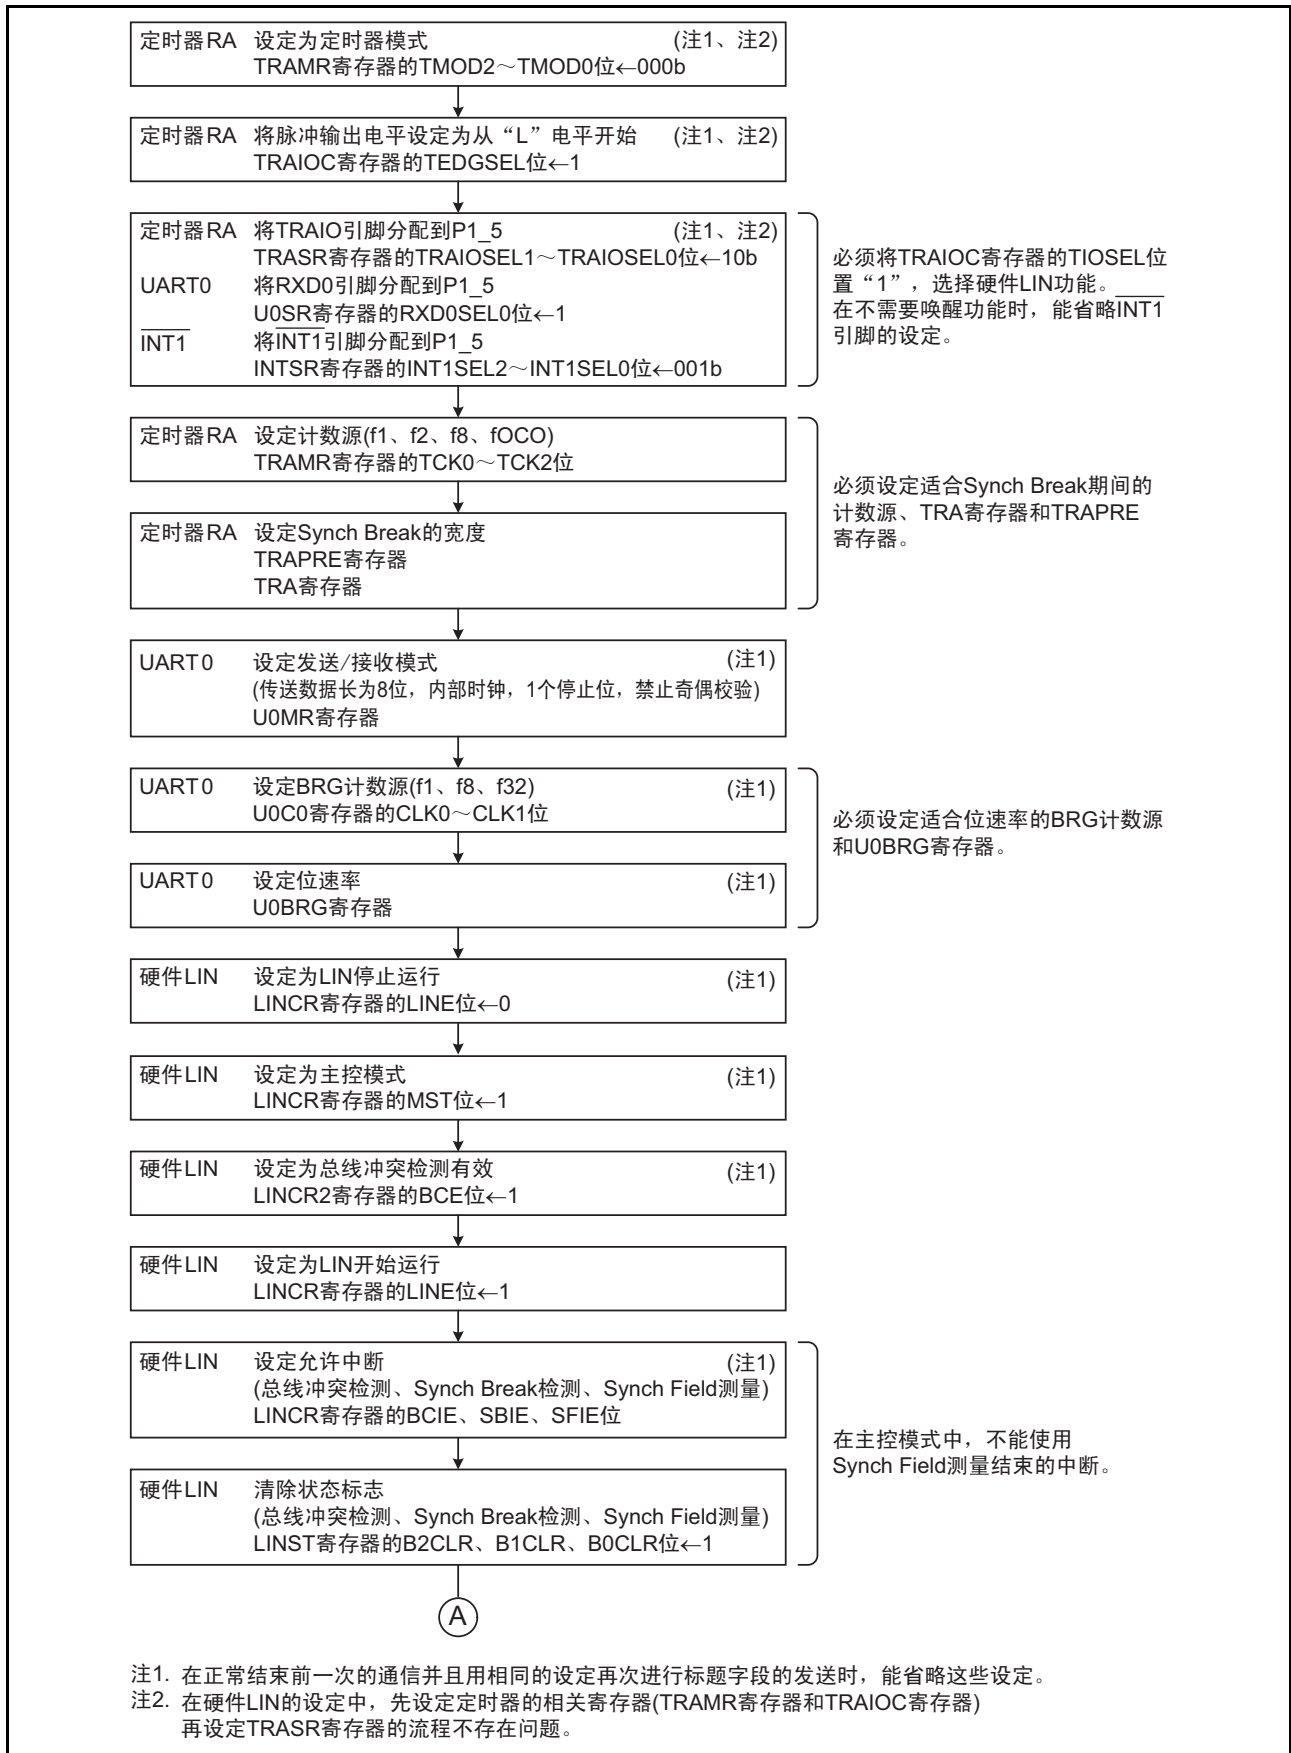 定时器RA 设定为定时器模式 (注1、注2)
TRAMR寄存器的TMOD2～TMOD0位←000b
定时器RA 将脉冲输出电平设定为从“L”电平开始 (注1、注2)
TRAIOC寄存器的TEDGSEL位←1
定时器RA 将TRAIO引脚分配到P1_5 (注1、注2)
TRASR寄存器的TRAIOSEL1～TRAIOSEL0位←10b
UART0 将RXD0引脚分配到P1_5
U0SR寄存器的RXD0SEL0位←1
INT1 将INT1引脚分配到P1_5
INTSR寄存器的INT1SEL2～INT1SEL0位←001b
必须将TRAIOC寄存器的TIOSEL位
置“1”，选择硬件LIN功能。
在不需要唤醒功能时，能省略INT1
引脚的设定。
定时器RA 设定计数源(f1、f2、f8、fOCO)
TRAMR寄存器的TCK0～TCK2位
定时器RA 设定Synch Break的宽度
TRAPRE寄存器
TRA寄存器
必须设定适合Synch Break期间的
计数源、TRA寄存器和TRAPRE
寄存器。
UART0 设定发送/接收模式 (注1)
(传送数据长为8位，内部时钟，1个停止位，禁止奇偶校验)
U0MR寄存器
UART0 设定BRG计数源(f1、f8、f32) (注1)
U0C0寄存器的CLK0～CLK1位
UART0 设定位速率 (注1)
U0BRG寄存器
必须设定适合位速率的BRG计数源
和U0BRG寄存器。
硬件LIN 设定为LIN停止运行 (注1)
LINCR寄存器的LINE位←0
硬件LIN 设定为主控模式 (注1)
LINCR寄存器的MST位←1
硬件LIN 设定为总线冲突检测有效 (注1)
LINCR2寄存器的BCE位←1
硬件LIN 设定为LIN开始运行
LINCR寄存器的LINE位←1
硬件LIN 设定允许中断 (注1)
(总线冲突检测、Synch Break检测、Synch Field测量)
LINCR寄存器的BCIE、SBIE、SFIE位
硬件LIN 清除状态标志
(总线冲突检测、Synch Break检测、Synch Field测量)
LINST寄存器的B2CLR、B1CLR、B0CLR位←1
在主控模式中，不能使用
Synch Field测量结束的中断。
A
注1. 在正常结束前一次的通信并且用相同的设定再次进行标题字段的发送时，能省略这些设定。
注2. 在硬件LIN的设定中，先设定定时器的相关寄存器(TRAMR寄存器和TRAIOC寄存器)
再设定TRASR寄存器的流程不存在问题。